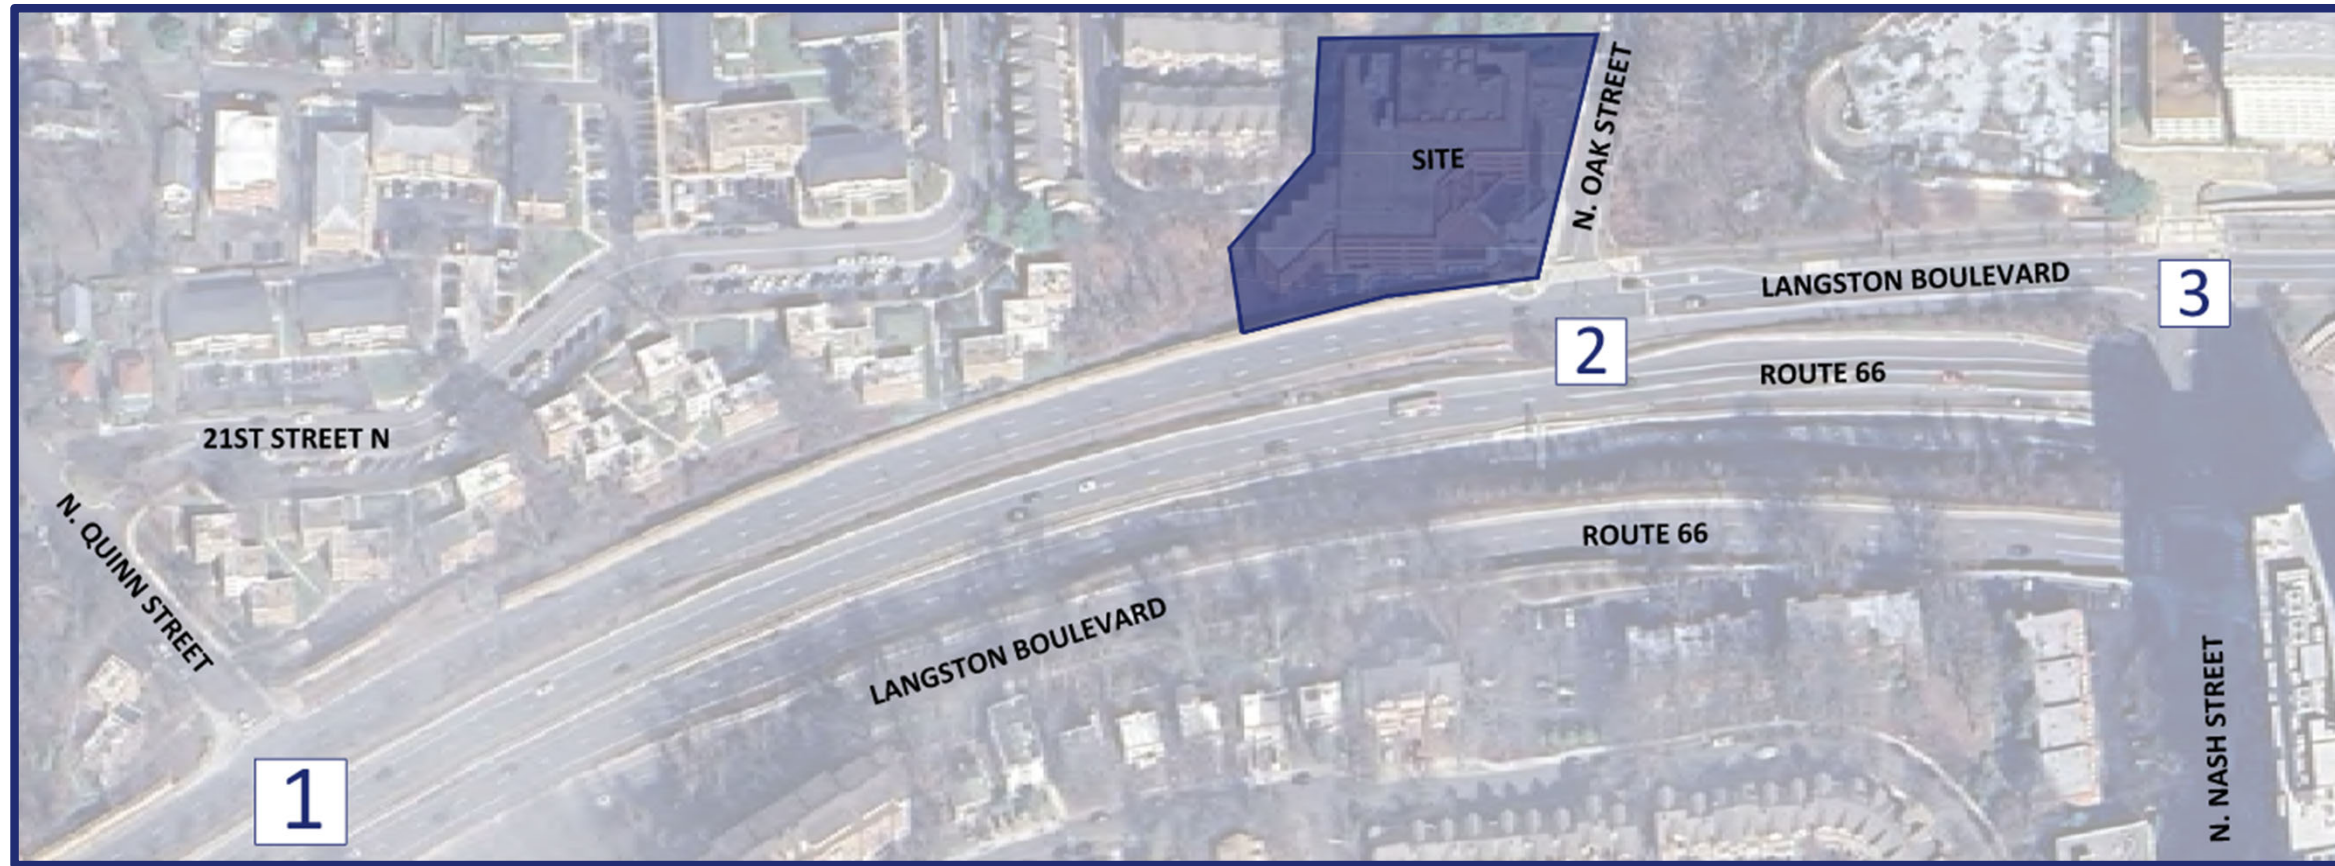 SITE
N. OAK STREET
LANGSTON BOULEVARD
3
2
ROUTE 66
21ST STREET N
N. QUINN STREET
ROUTE 66
LANGSTON BOULEVARD
N. NASH STREET
1